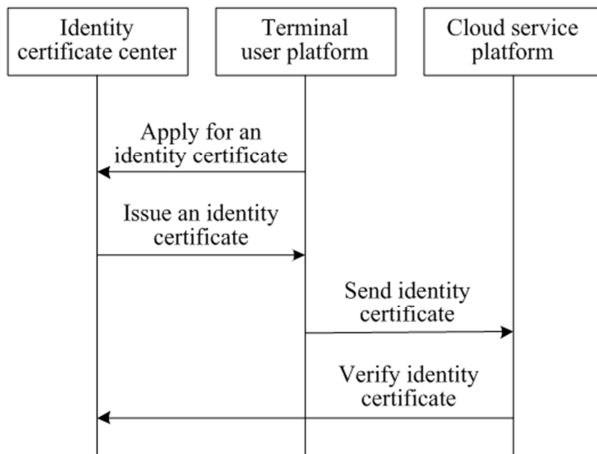 Identity
certificate center
Terminal
user platform
Cloud service
platform
Apply for an
identity certificate
Issue an identity
certificate
Send identity
certificate
Verify identity
certificate